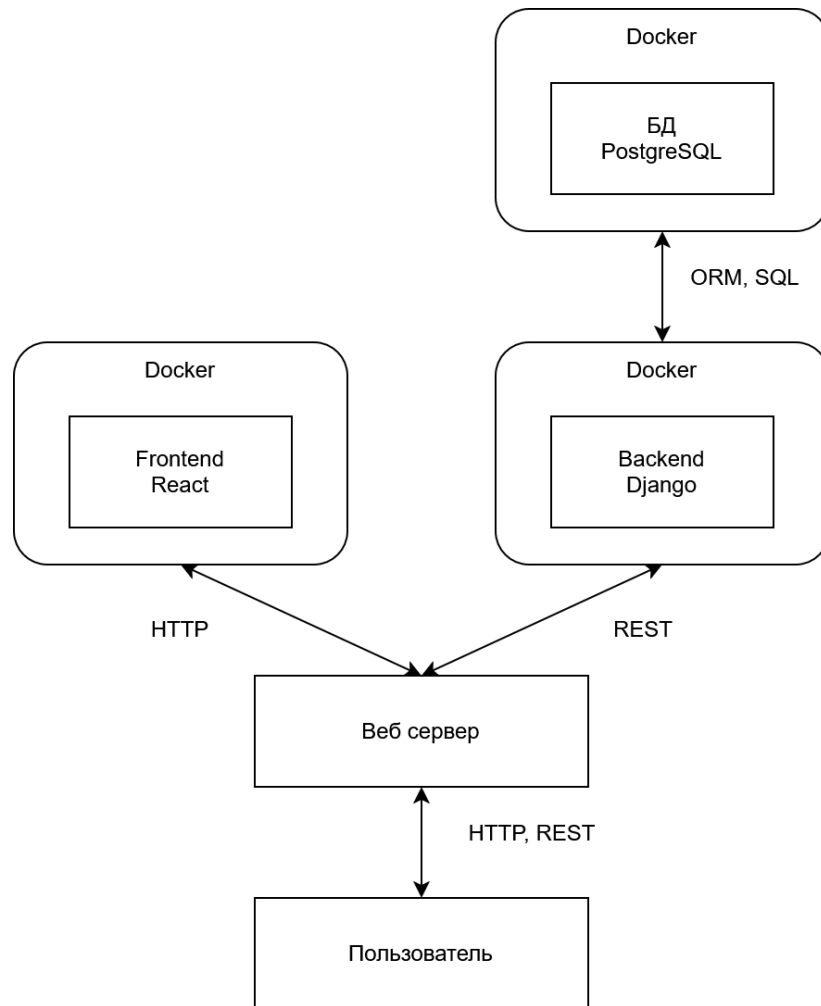 Docker
БД
PostgreSQL
ORM, SQL
Docker
Frontend
React
Docker
Backend
Django
HTTP
REST
Веб сервер
HTTP, REST
Пользователь